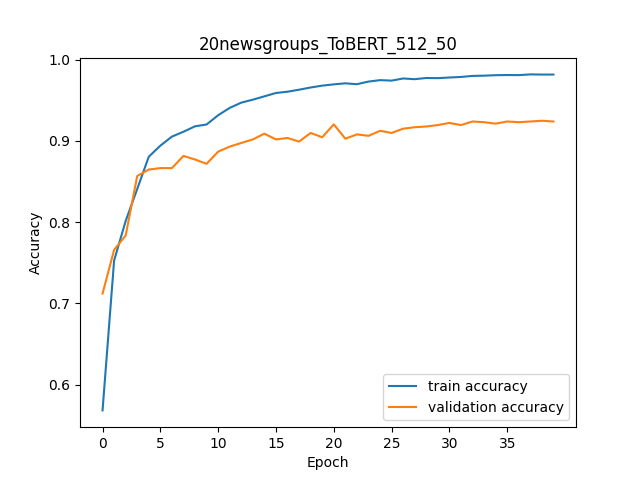 20newsgroups_ToBERT_512_50
1.0
0.9
0.8
0.7
0.6
Accuracy
0 5 10 15 20 25 30 35
Epoch
train accuracy
validation accuracy